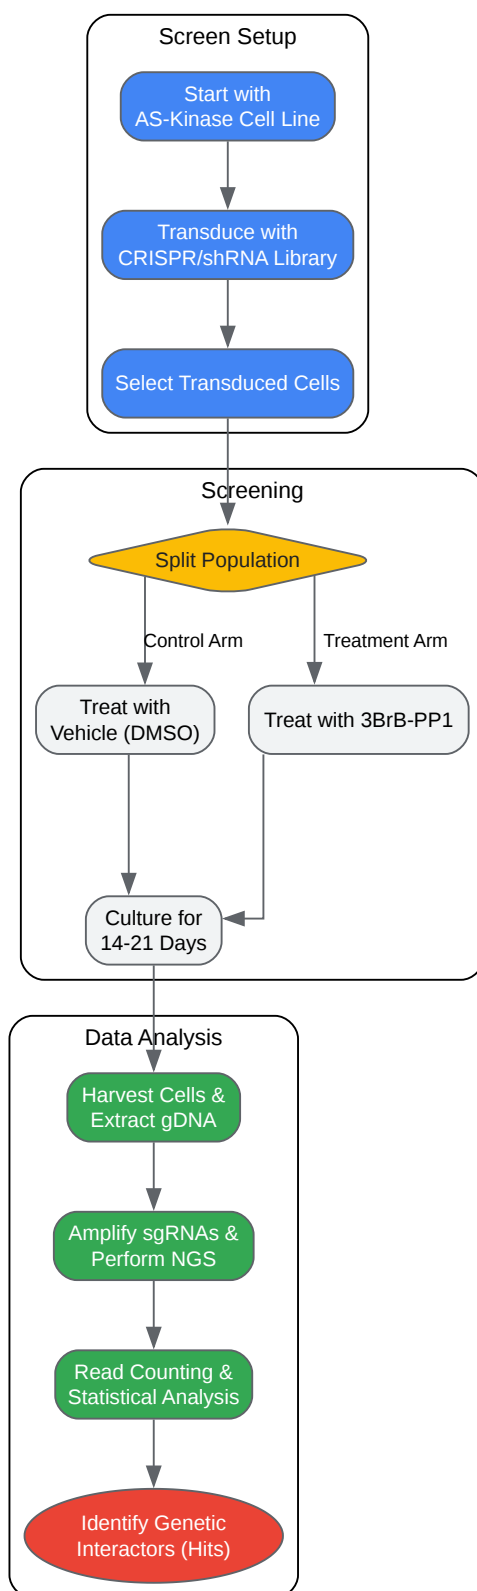 Screen Setup
Start with
AS-Kinase Cell Line
Transduce with
CRISPR/shRNA Library
Select Transduced Cells
Screening
Split Population
Control Arm
Treatment Arm
Treat with
Vehicle (DMSO)
Treat with 3BrB-PP1
Culture for
14-21 Days
Data Analysis
Harvest Cells &
Extract gDNA
Amplify sgRNAs &
Perform NGS
Read Counting &
Statistical Analysis
Identify Genetic
Interactors (Hits)